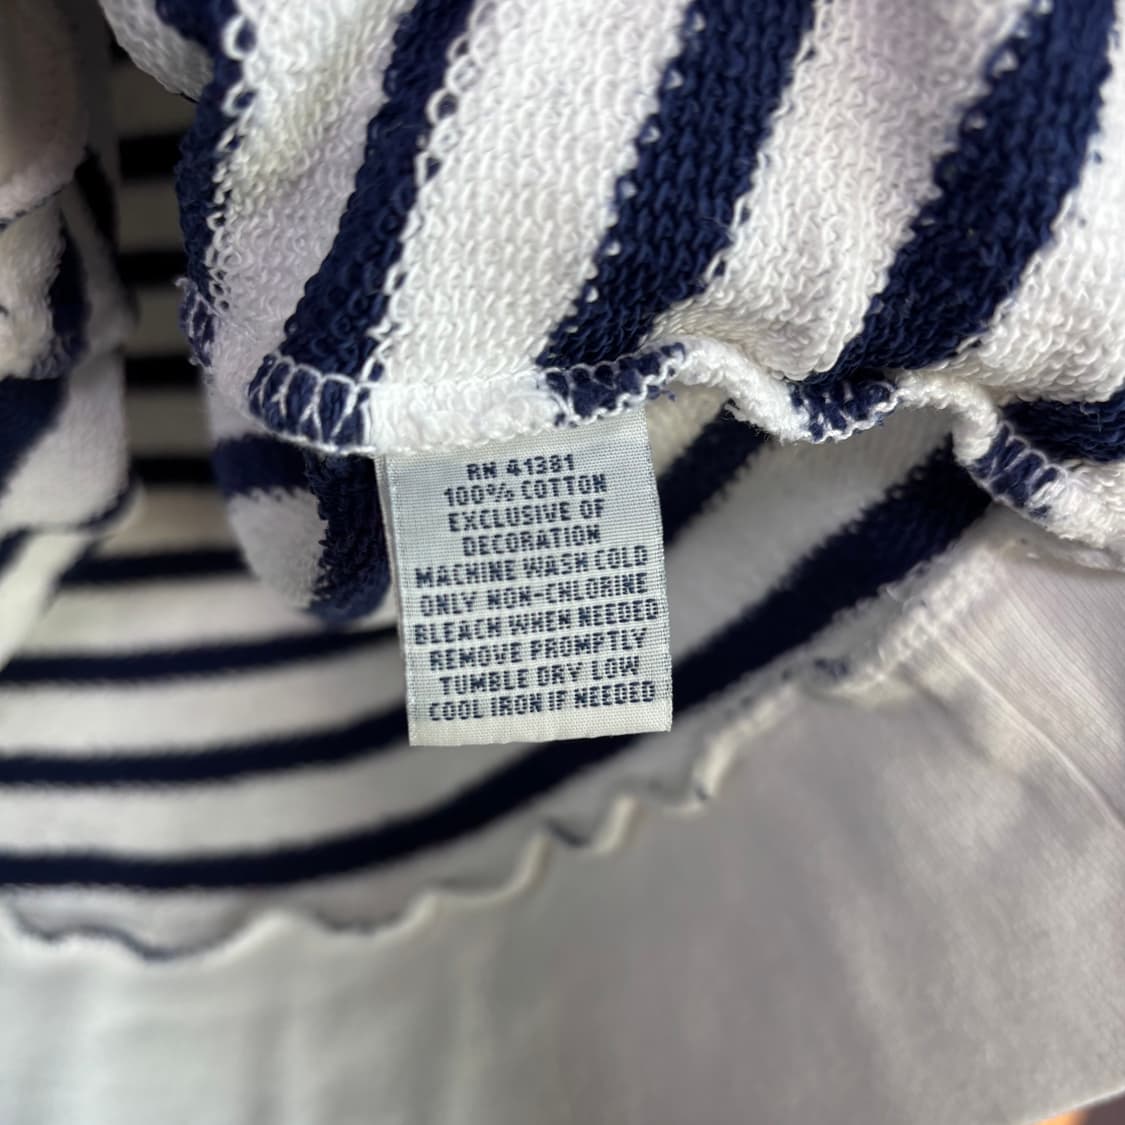 RN 41381
100% COTTON
EXCLUSIVE OF
DECORATION
MACHINE WASH COLD
ONLY NON-CHLORINE
BLEACH WHEN NEEDED
REMOVE PROMPTLY
TUMBLE DRY LOW
COOL IRON IF NEEDED